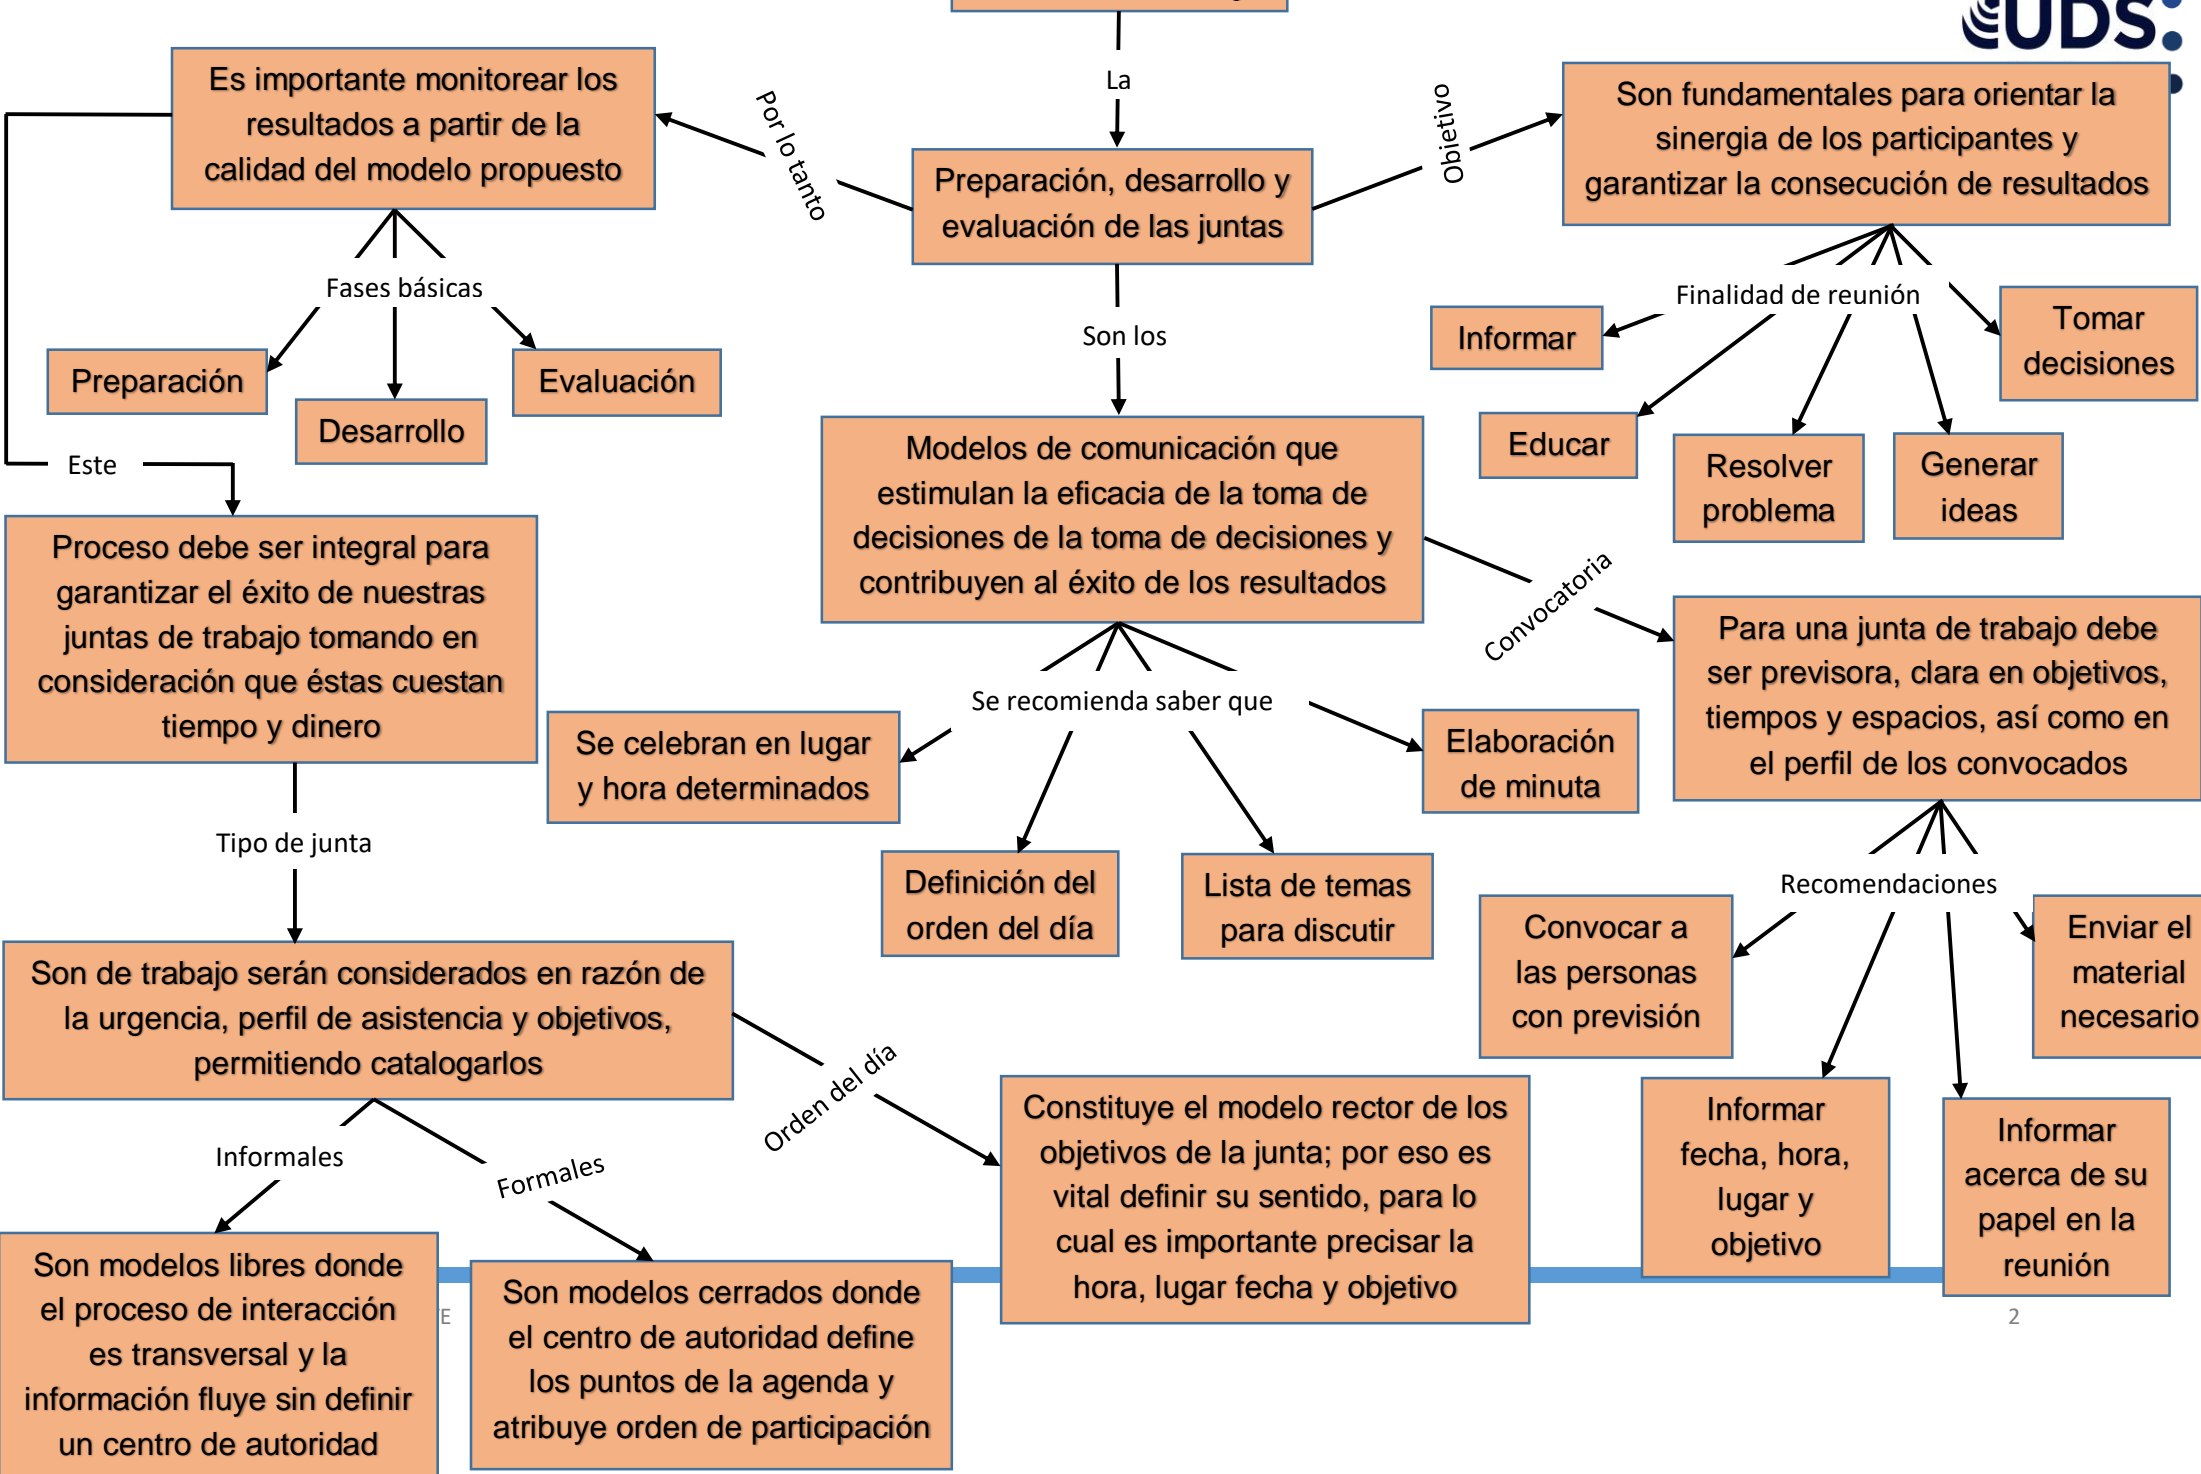 UDS:
La
Es importante monitorear los
resultados a partir de la
calidad del modelo propuesto
Por lo tanto
Preparación, desarrollo y
evaluación de las juntas
Objetivo
Son fundamentales para orientar la
sinergia de los participantes y
garantizar la consecución de resultados
Fases básicas
Preparación
Desarrollo
Evaluación
Son los
Finalidad de reunión
Informar
Educar
Resolver
problema
Generar
ideas
Tomar
decisiones
Este
Proceso debe ser integral para
garantizar el éxito de nuestras
juntas de trabajo tomando en
consideración que éstas cuestan
tiempo y dinero
Modelos de comunicación que
estimulan la eficacia de la toma de
decisiones de la toma de decisiones y
contribuyen al éxito de los resultados
Convocatoria
Para una junta de trabajo debe
ser previsora, clara en objetivos,
tiempos y espacios, así como en
el perfil de los convocados
Se recomienda saber que
Se celebran en lugar
y hora determinados
Definición del
orden del día
Lista de temas
para discutir
Elaboración
de minuta
Tipo de junta
Recomendaciones
Convocar a
las personas
con previsión
Informar
fecha, hora,
lugar y
objetivo
Informar
acerca de su
papel en la
reunión
Enviar el
material
necesario
Son de trabajo serán considerados en razón de
la urgencia, perfil de asistencia y objetivos,
permitiendo catalogarlos
Orden del día
Constituye el modelo rector de los
objetivos de la junta; por eso es
vital definir su sentido, para lo
cual es importante precisar la
hora, lugar fecha y objetivo
Informales
Formales
Son modelos libres donde
el proceso de interacción
es transversal y la
información fluye sin definir
un centro de autoridad
Son modelos cerrados donde
el centro de autoridad define
los puntos de la agenda y
atribuye orden de participación
E
2